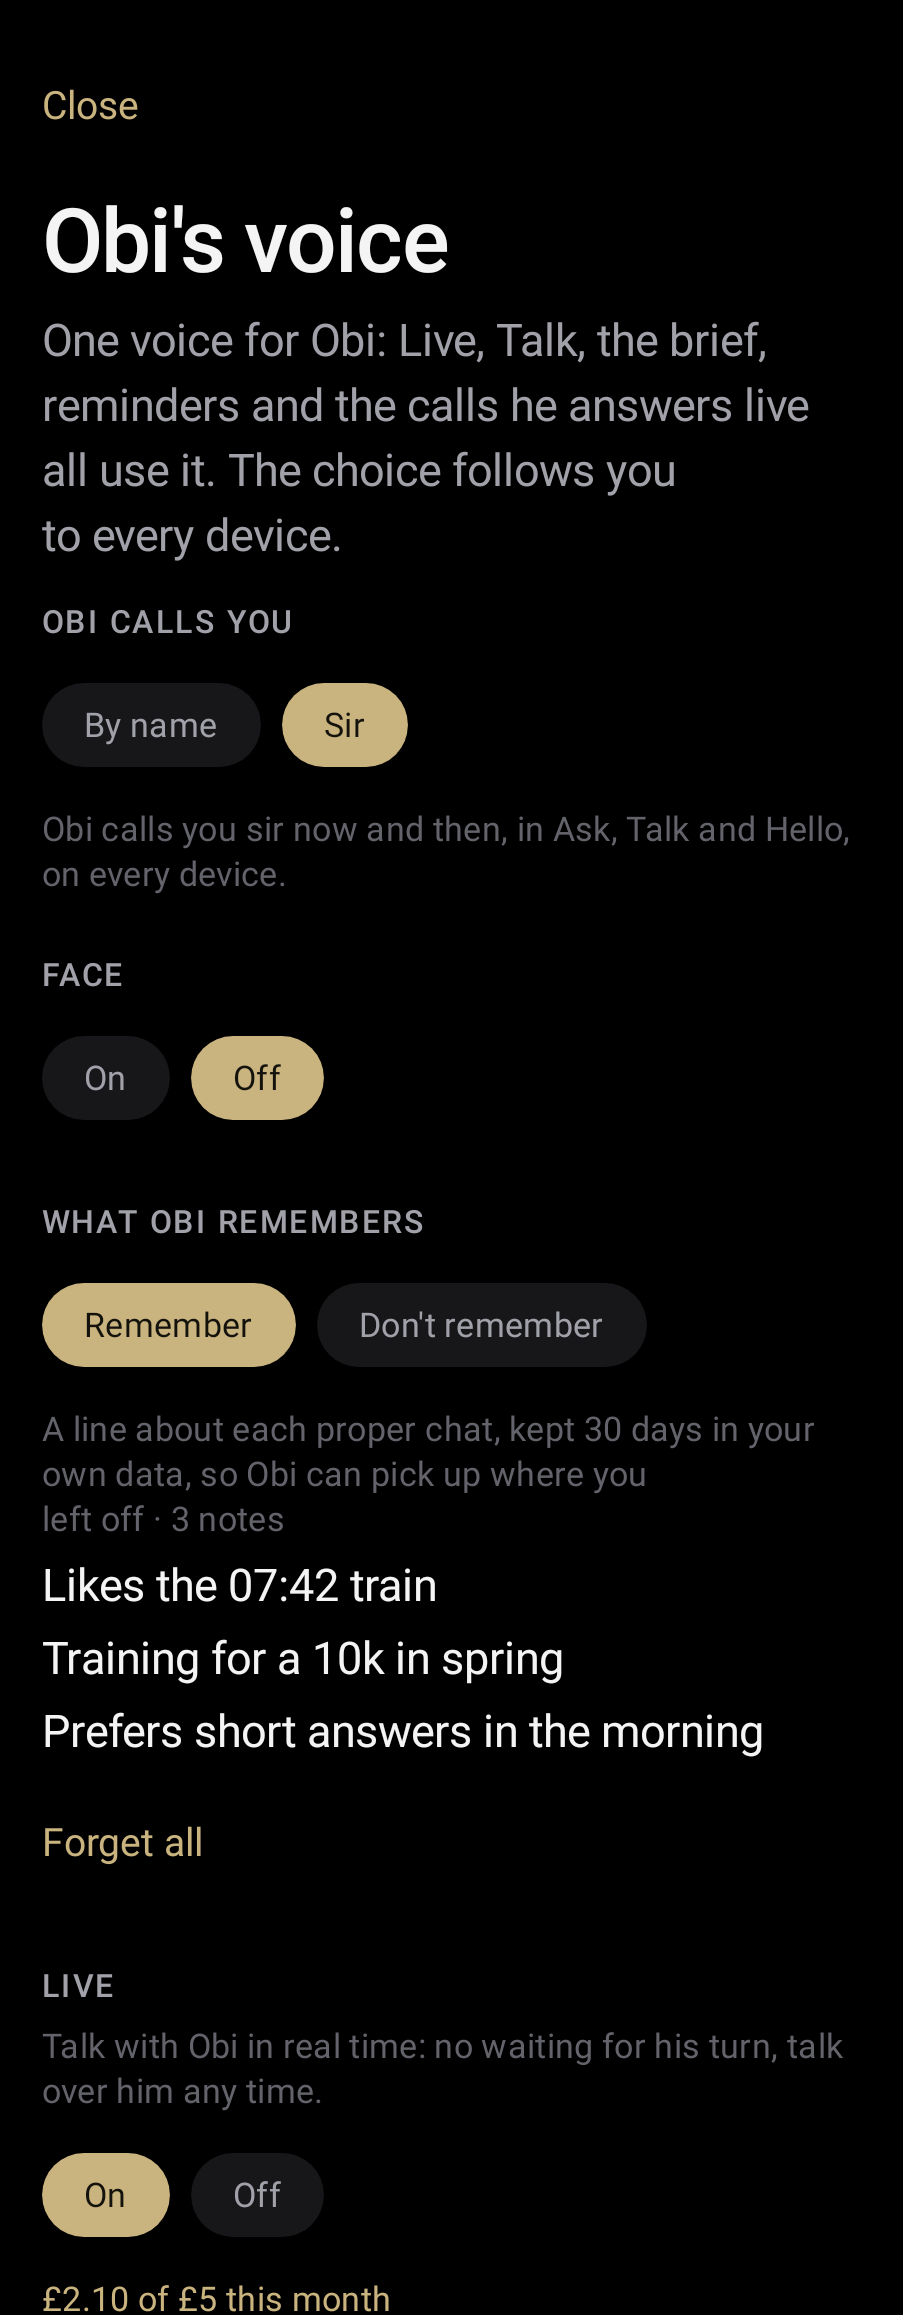 Close
Obi's voice
One voice for Obi: Live, Talk, the brief,
reminders and the calls he answers live
all use it. The choice follows you
to every device.
OBI CALLS YOU
By name Sir
Obi calls you sir now and then, in Ask, Talk and Hello,
on every device.
FACE
On Off
WHAT OBI REMEMBERS
Remember Don't remember
A line about each proper chat, kept 30 days in your
own data, so Obi can pick up where you
left off · 3 notes
Likes the 07:42 train
Training for a 10k in spring
Prefers short answers in the morning
Forget all
LIVE
Talk with Obi in real time: no waiting for his turn, talk
over him any time.
On Off
£2.10 of £5 this month